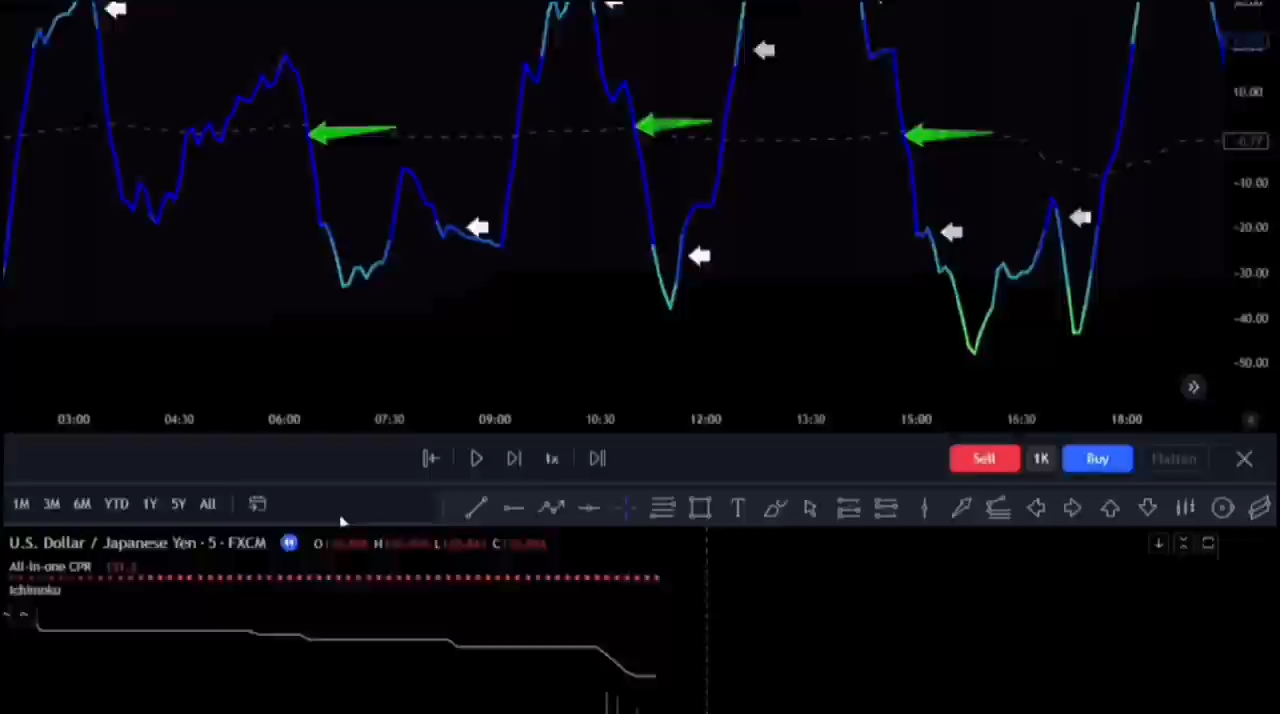 10.00
-0.77
-10.00
-20.00
-30.00
-40.00
-50.00
03:00 04:30 06:00 07:30 09:00 10:30 12:00 13:30 15:00 16:30 18:00
1x Sell 1K Buy Flatten
1M 3M 6M YTD 1Y 5Y All
U.S. Dollar / Japanese Yen · 5 · FXCM O H L C
All-in-one CPR
Ichimoku